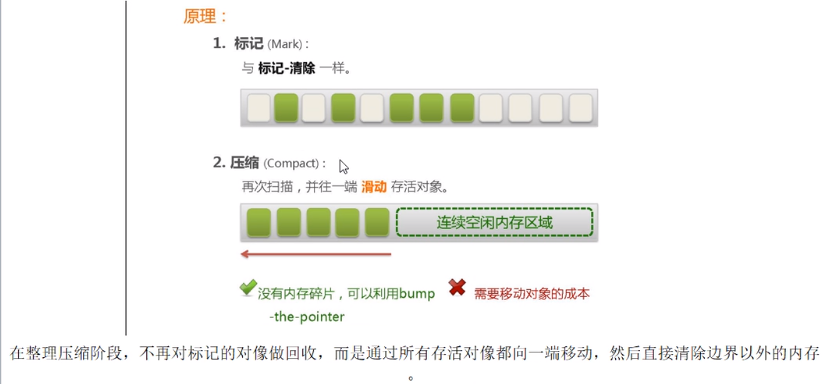 原理：
1. 标记 (Mark)：
与 标记-清除 一样。
2. 压缩 (Compact)：
再次扫描，并往一端 滑动 存活对象。
连续空闲内存区域
没有内存碎片，可以利用bump
-the-pointer
需要移动对象的成本
在整理压缩阶段，不再对标记的对像做回收，而是通过所有存活对像都向一端移动，然后直接清除边界以外的内存
。